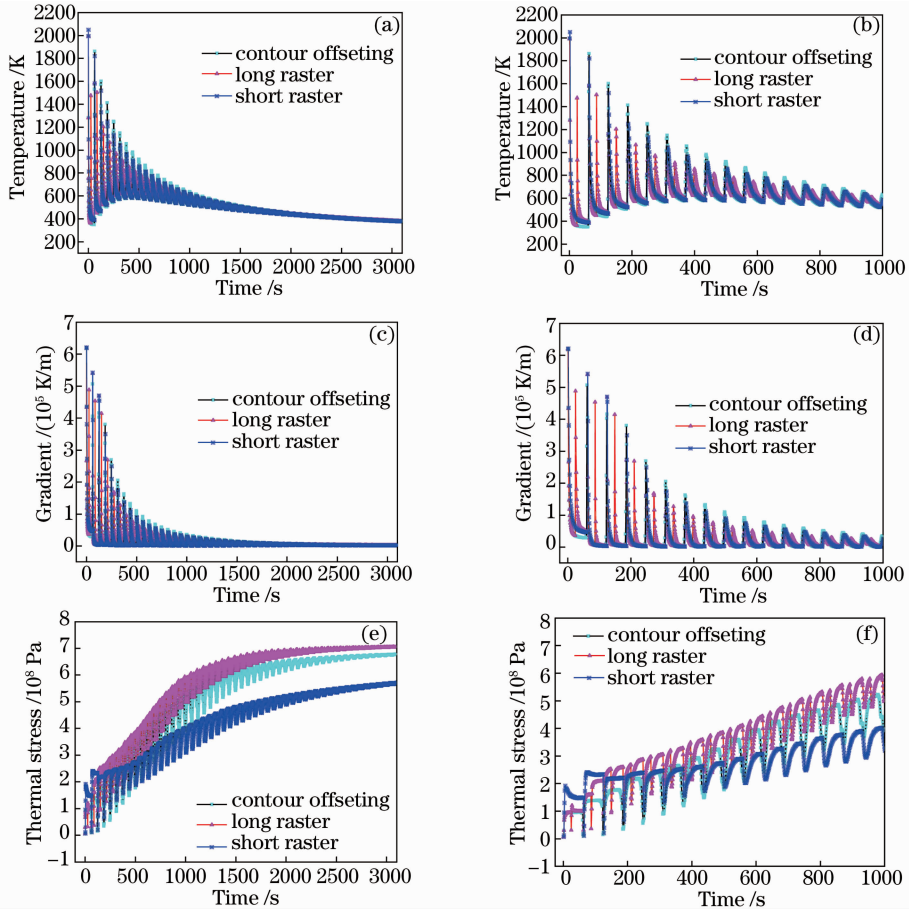 2200
2000
1800
1600
1400
1200
1000
800
600
400
200
Temperature /K
(a)
contour offseting
long raster
short raster
0 500 1000 1500 2000 2500 3000
Time /s
2200
2000
1800
1600
1400
1200
1000
800
600
400
200
Temperature /K
(b)
contour offseting
long raster
short raster
0 200 400 600 800 1000
Time /s
7
6
5
4
3
2
1
0
Gradient /(10⁵ K/m)
(c)
contour offseting
long raster
short raster
0 500 1000 1500 2000 2500 3000
Time /s
7
6
5
4
3
2
1
0
Gradient /(10⁵ K/m)
(d)
contour offseting
long raster
short raster
0 200 400 600 800 1000
Time /s
8
7
6
5
4
3
2
1
0
−1
Thermal stress /10⁸ Pa
(e)
contour offseting
long raster
short raster
0 500 1000 1500 2000 2500 3000
Time /s
8
7
6
5
4
3
2
1
0
−1
Thermal stress /10⁸ Pa
(f)
contour offseting
long raster
short raster
0 200 400 600 800 1000
Time /s